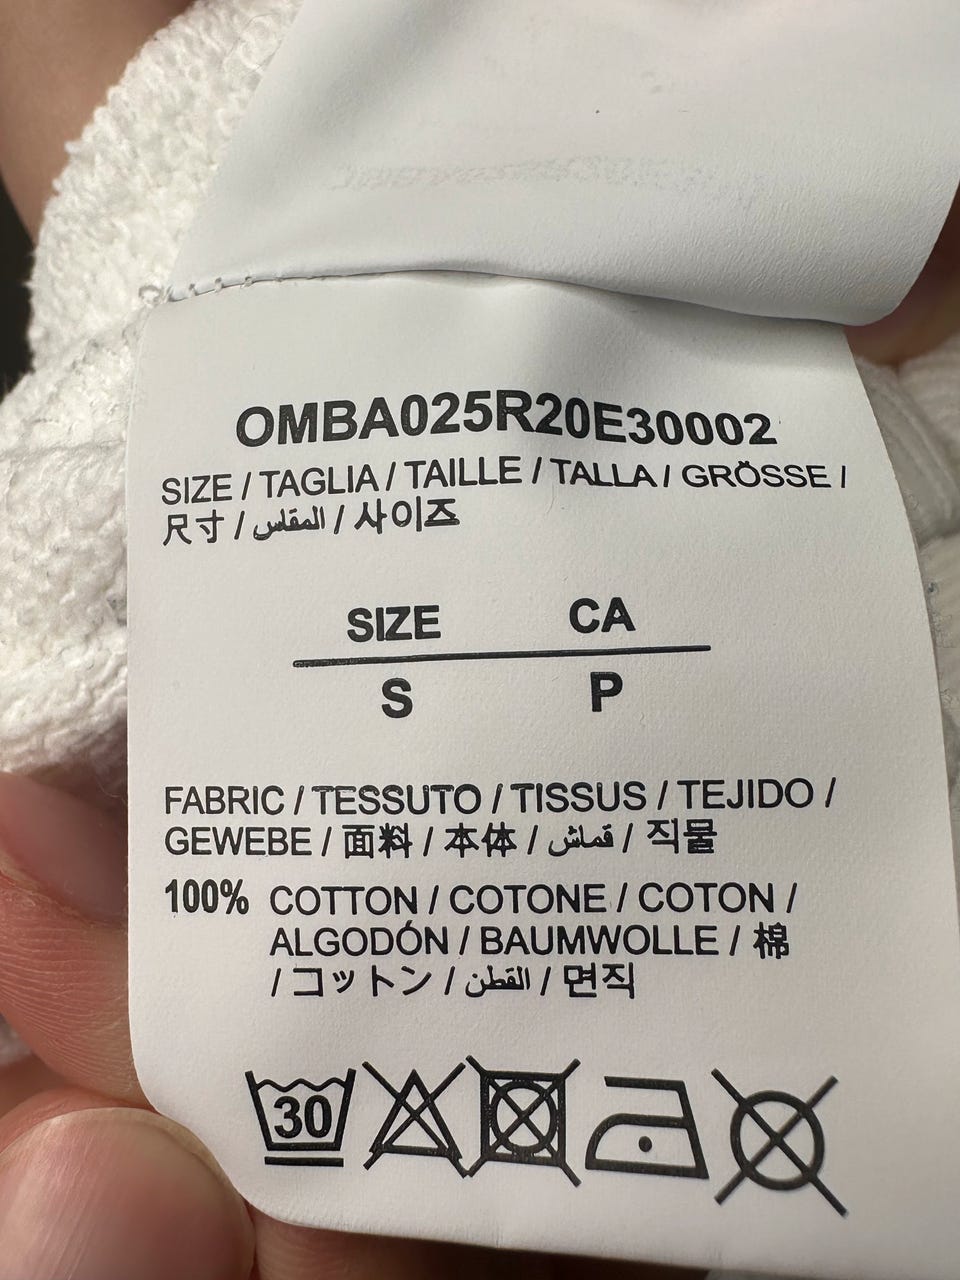 OMBA025R20E30002
SIZE / TAGLIA / TAILLE / TALLA / GRÖSSE /
尺寸 / المقاس / 사이즈
SIZE CA
S P
FABRIC / TESSUTO / TISSUS / TEJIDO /
GEWEBE / 面料 / 本体 / قماش / 직물
100% COTTON / COTONE / COTON /
ALGODÓN / BAUMWOLLE / 棉
/ コットン / القطن / 면직
30